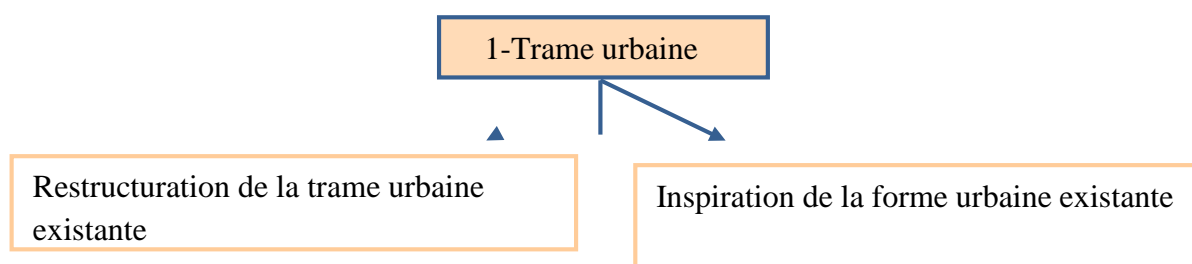 1-Trame urbaine
Restructuration de la trame urbaine
existante
Inspiration de la forme urbaine existante